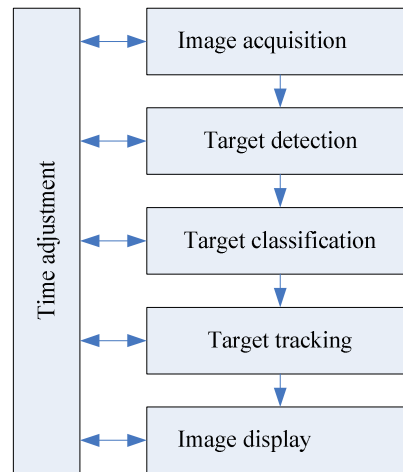 Time adjustment
Image acquisition
Target detection
Target classification
Target tracking
Image display